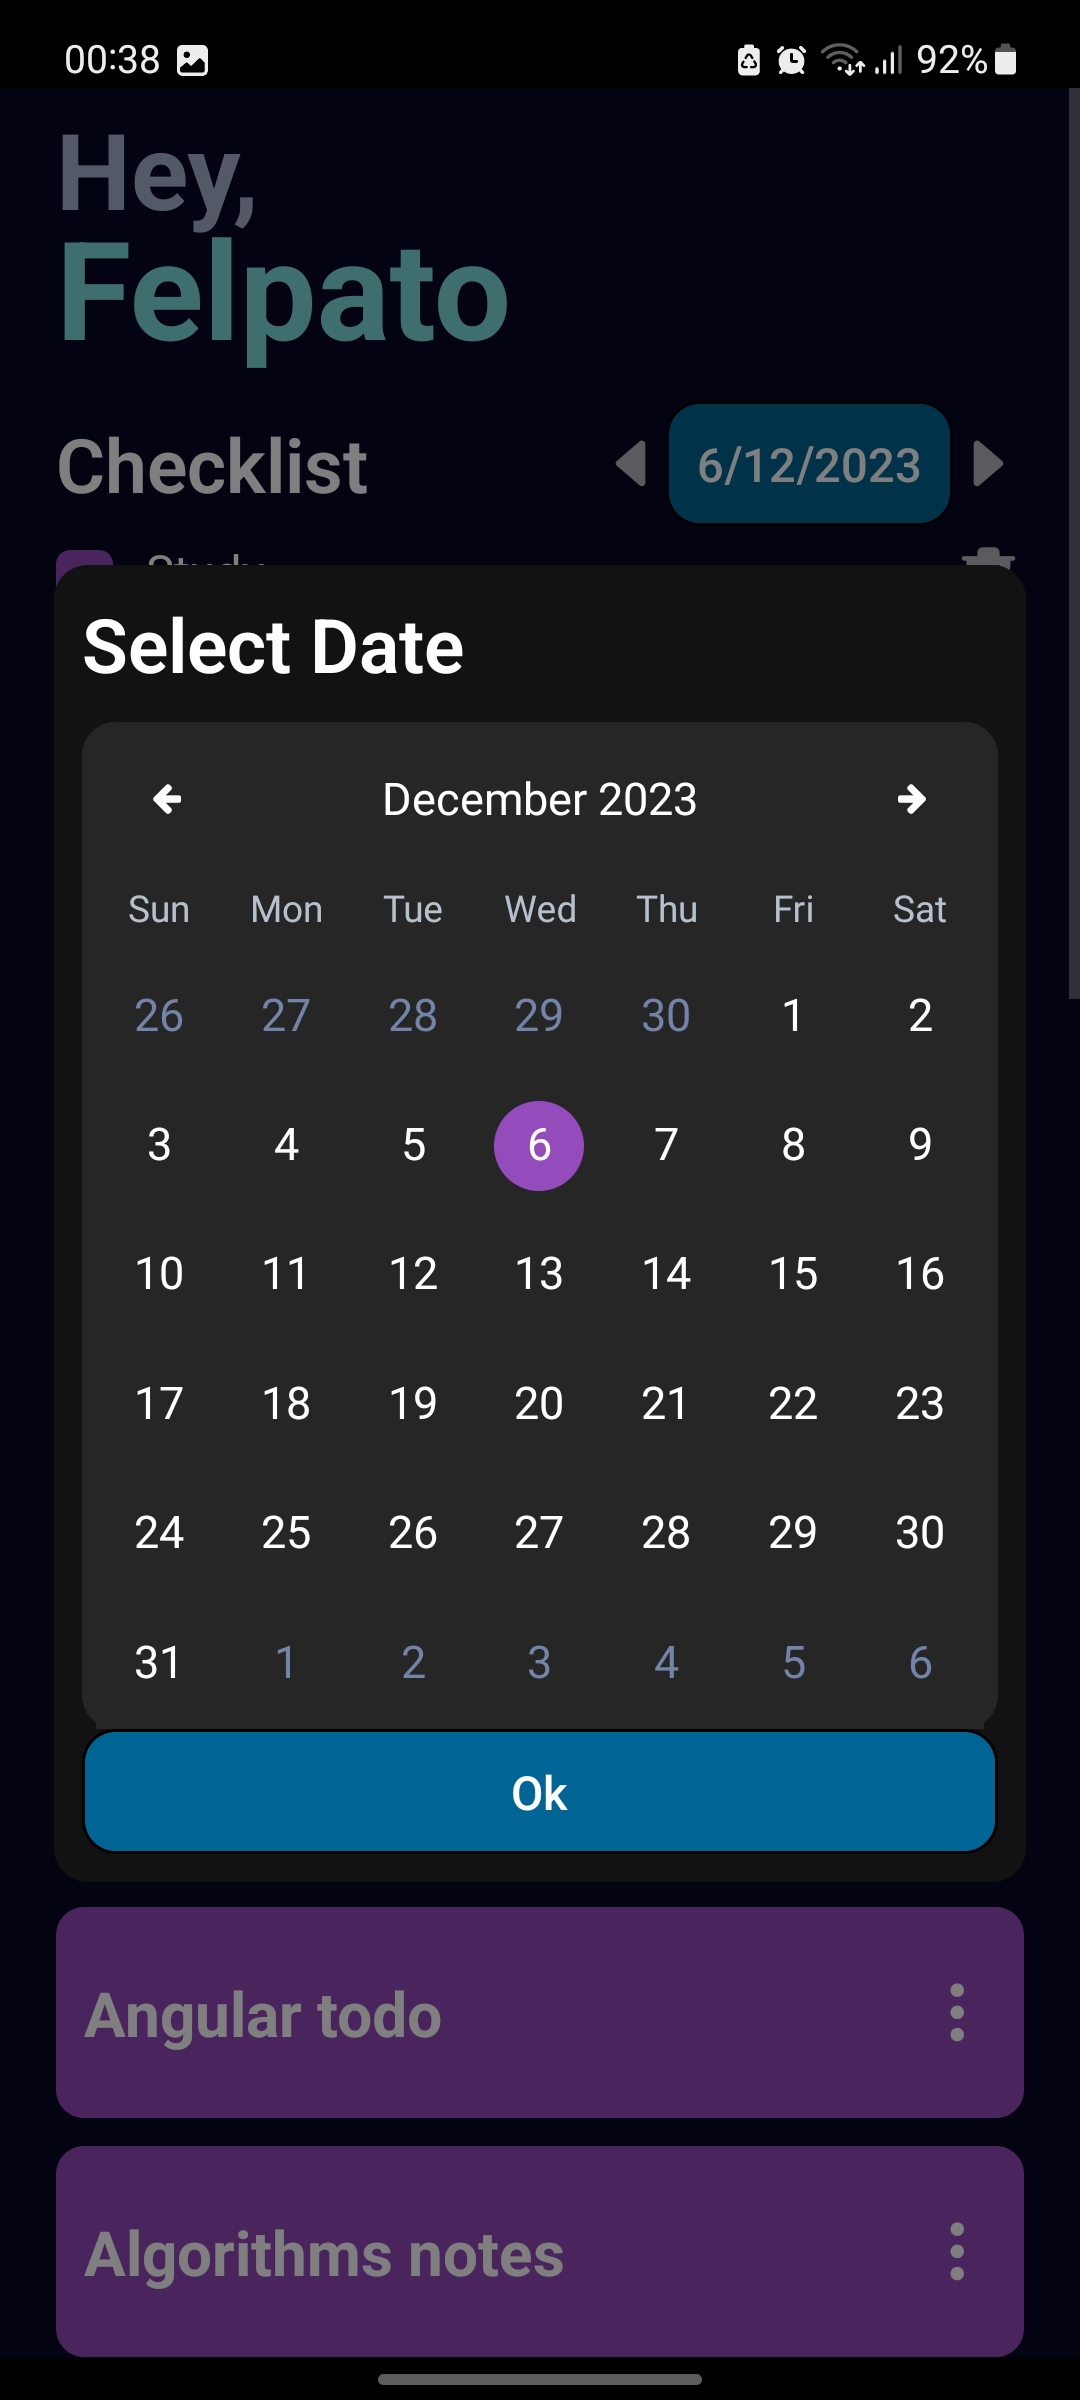 00:38 92%
Hey,
Felpato
Checklist 6/12/2023
Study
Select Date
December 2023
Sun Mon Tue Wed Thu Fri Sat
26 27 28 29 30 1 2
3 4 5 6 7 8 9
10 11 12 13 14 15 16
17 18 19 20 21 22 23
24 25 26 27 28 29 30
31 1 2 3 4 5 6
Ok
Angular todo
Algorithms notes